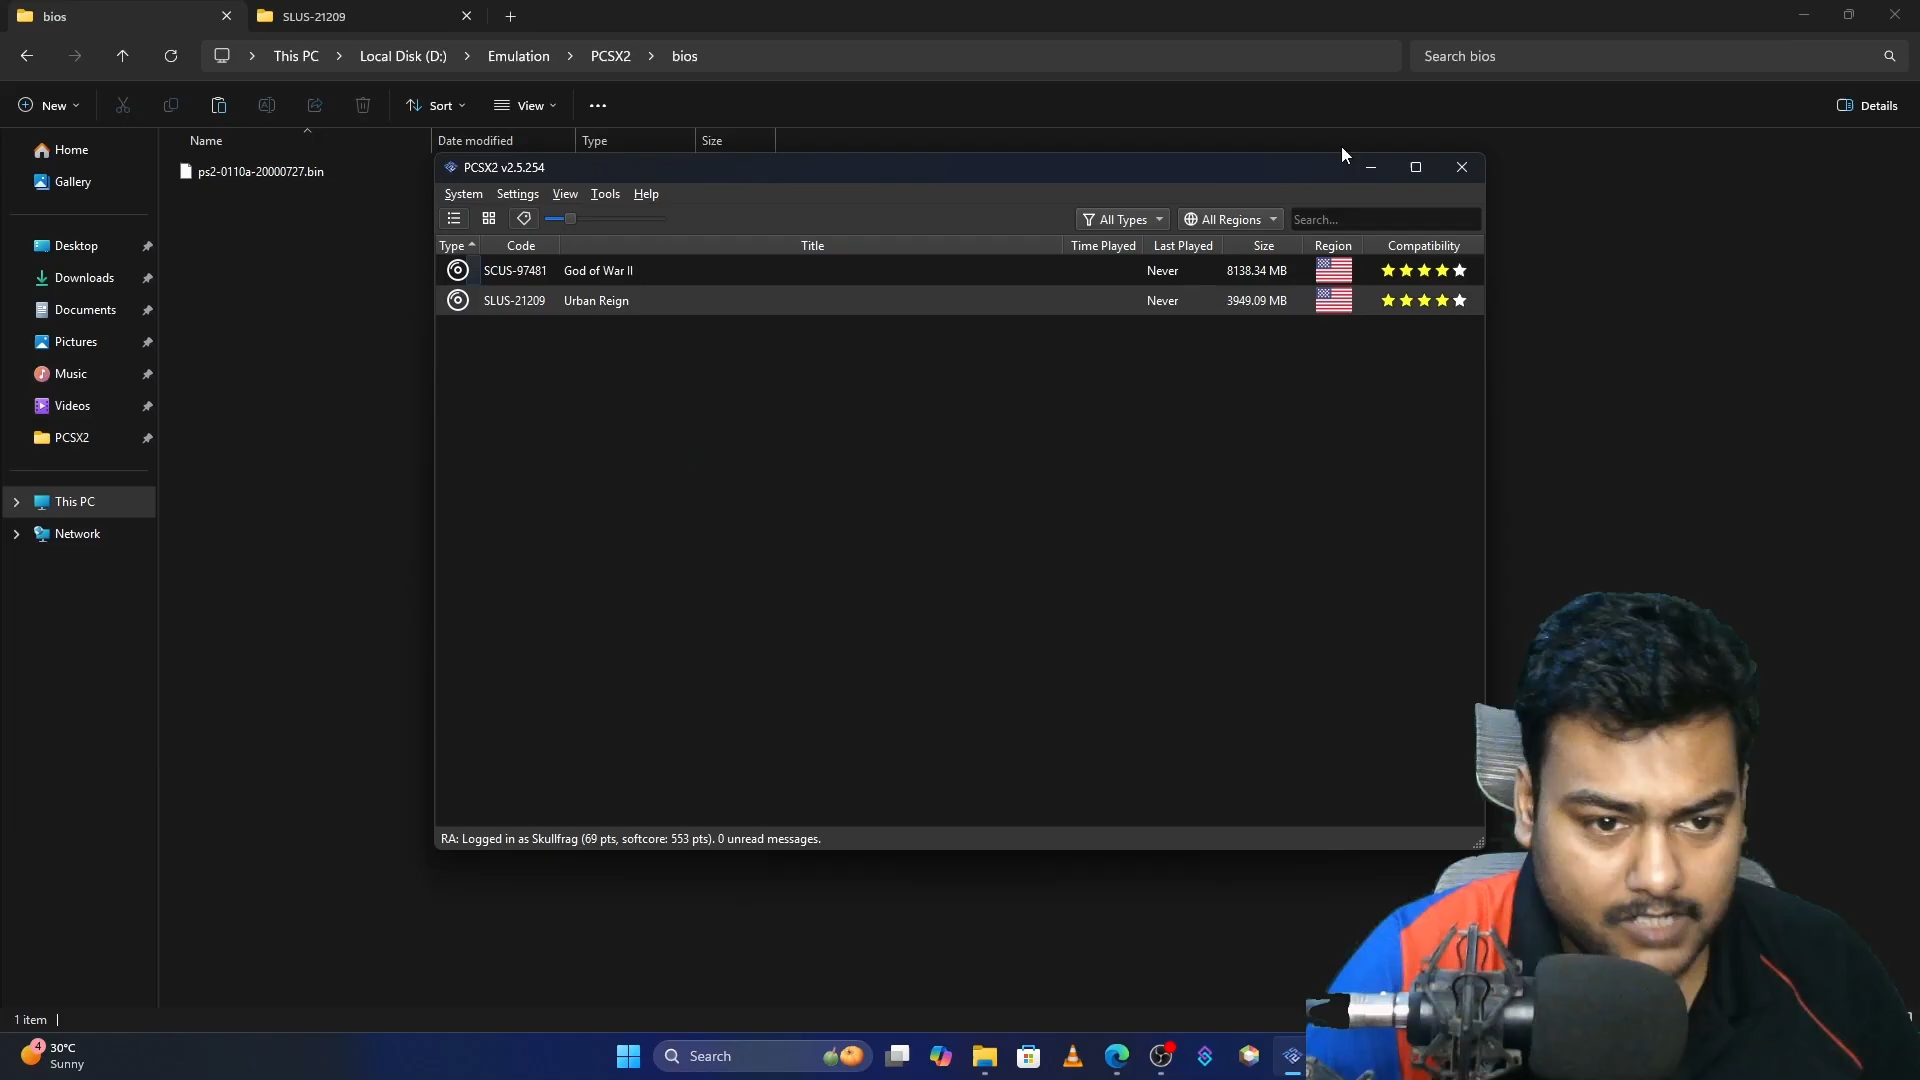 bios
SLUS-21209
This PC > Local Disk (D:) > Emulation > PCSX2 > bios
Search bios
New
Sort
View
Details
Home
Gallery
Desktop
Downloads
Documents
Pictures
Music
Videos
PCSX2
This PC
Network
Name
Date modified
Type
Size
ps2-0110a-20000727.bin
PCSX2 v2.5.254
System Settings View Tools Help
All Types
All Regions
Search...
Type Code Title Time Played Last Played Size Region Compatibility
SCUS-97481 God of War II Never 8138.34 MB
SLUS-21209 Urban Reign Never 3949.09 MB
RA: Logged in as Skullfrag (69 pts, softcore: 553 pts). 0 unread messages.
1 item
4
30°C
Sunny
Search